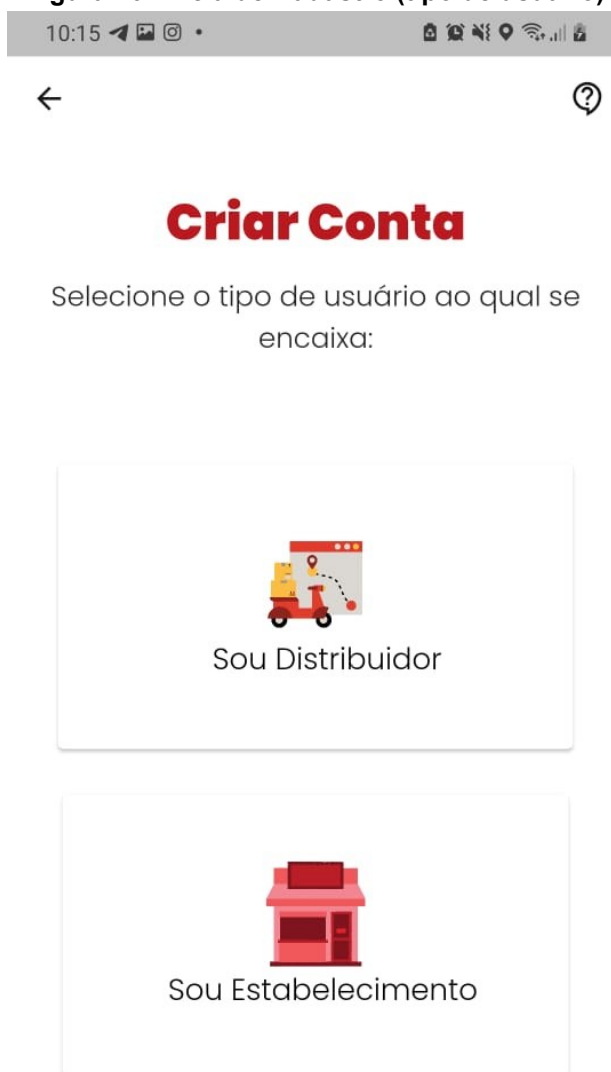 10:15
Criar Conta
Selecione o tipo de usuário ao qual se
encaixa:
Sou Distribuidor
Sou Estabelecimento